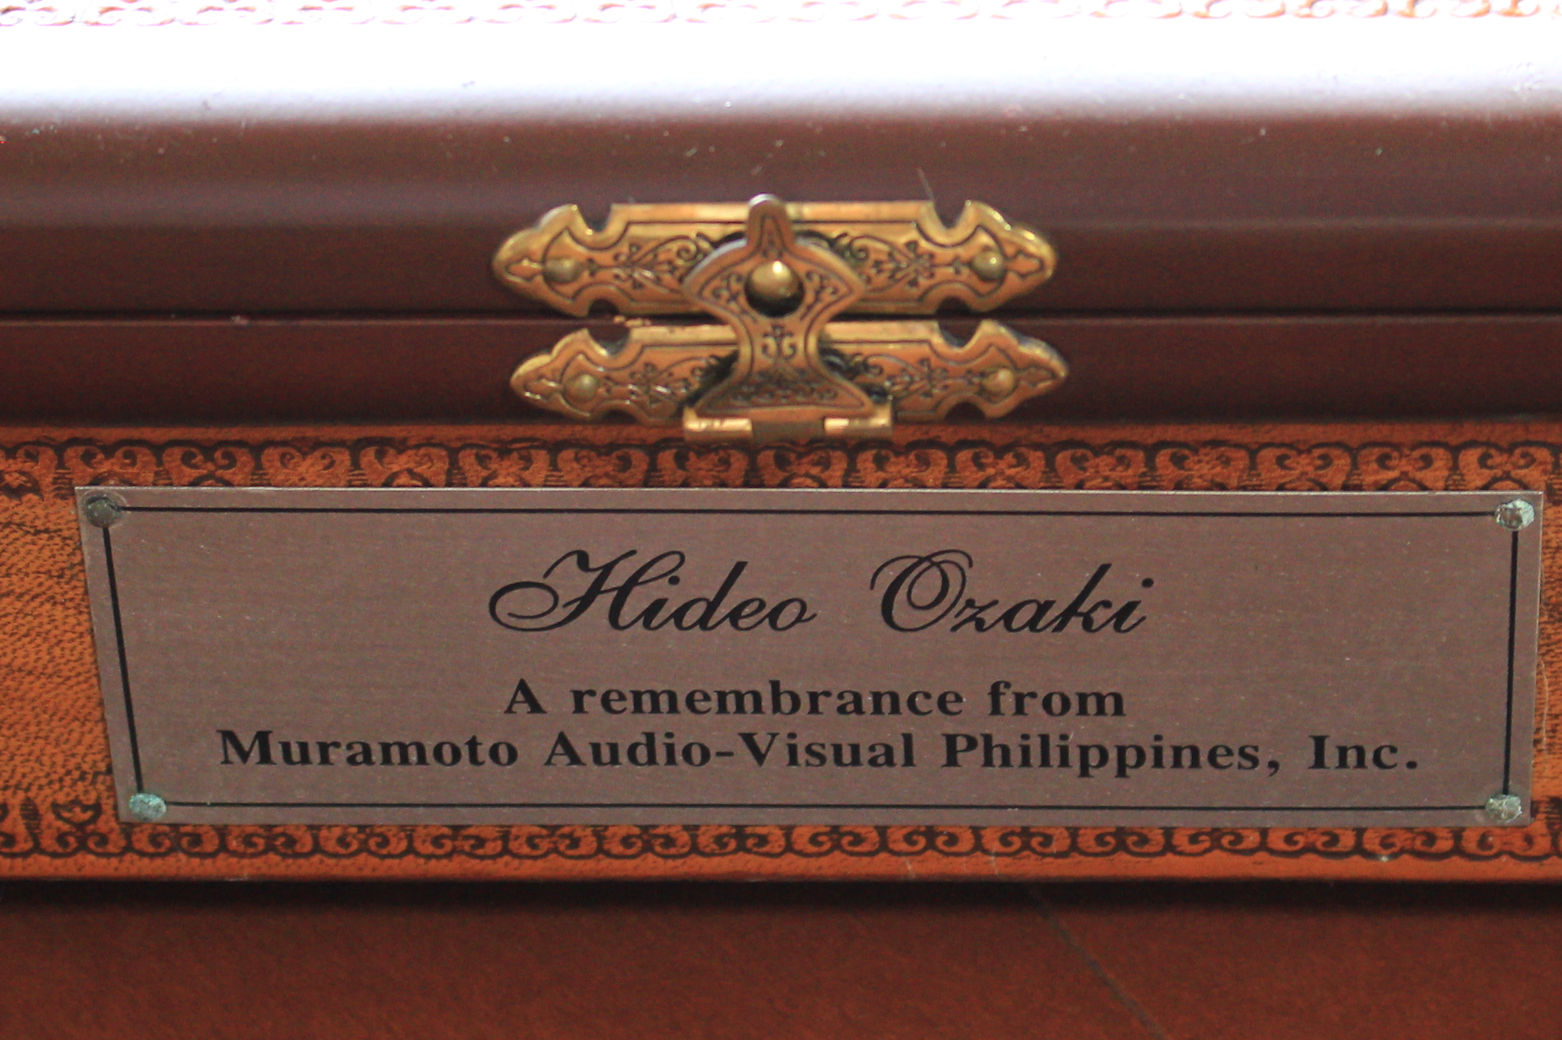 Hideo Ozaki
A remembrance from
Muramoto Audio-Visual Philippines, Inc.